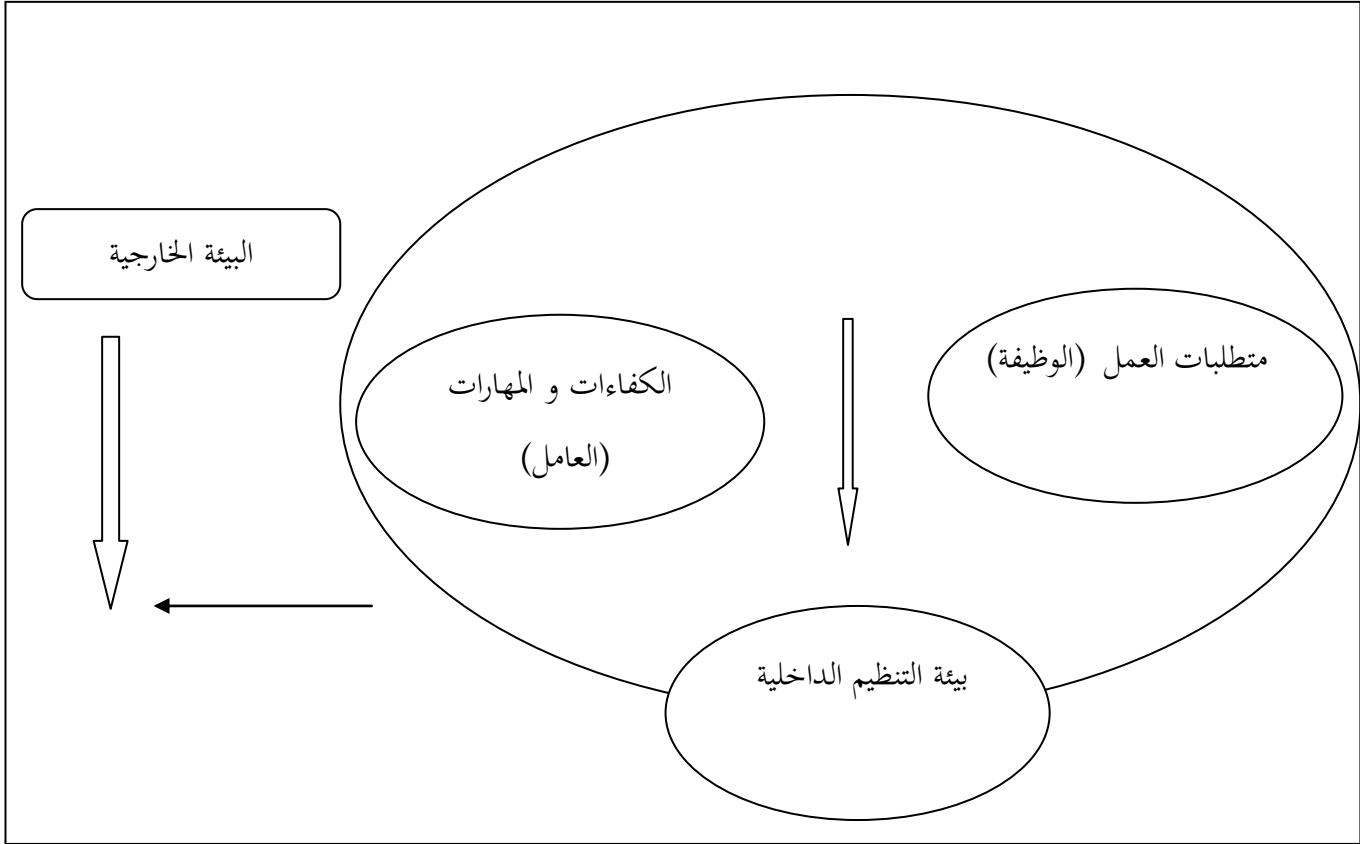 البيئة الخارجية
متطلبات العمل (الوظيفة)
الكفاءات و المهارات
(العامل)
بيئة التنظيم الداخلية